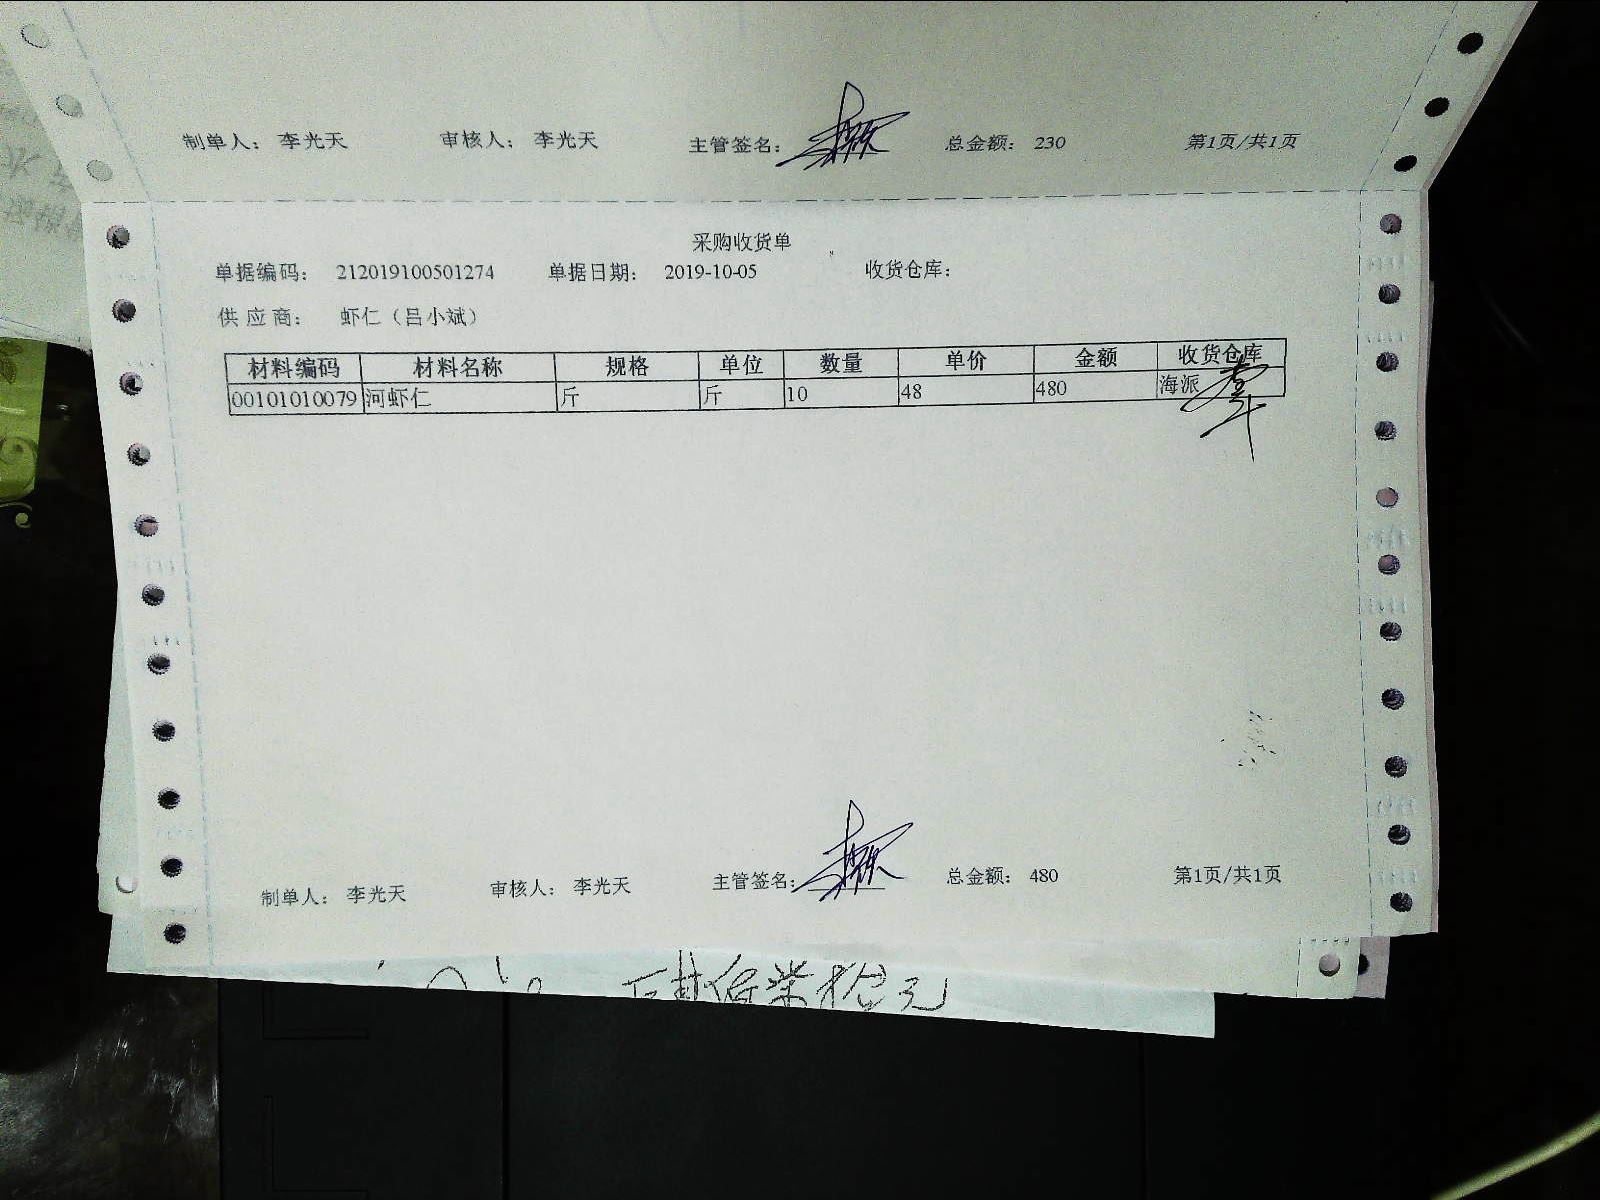 制单人： 李光天 审核人： 李光天 主管签名： 总金额： 230 第1页/共1页
采购收货单
单据编码： 212019100501274 单据日期： 2019-10-05 收货仓库：
供 应 商： 虾仁（吕小斌）
材料编码 材料名称 规格 单位 数量 单价 金额 收货仓库
00101010079 河虾仁 斤 斤 10 48 480 海派
制单人： 李光天 审核人： 李光天 主管签名： 总金额： 480 第1页/共1页